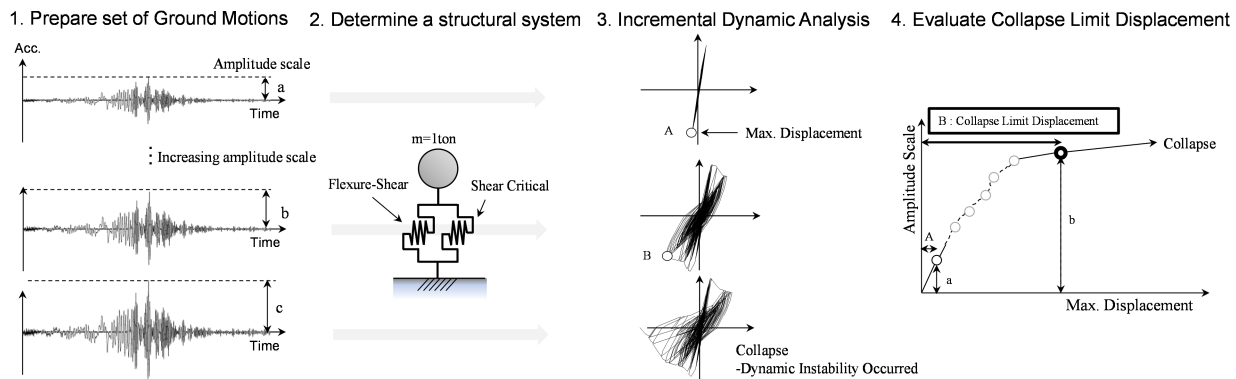 1. Prepare set of Ground Motions
2. Determine a structural system
3. Incremental Dynamic Analysis
4. Evaluate Collapse Limit Displacement
Acc.
Amplitude scale
a
Time
Increasing amplitude scale
b
Time
c
Time
m=1ton
Flexure-Shear
Shear Critical
A
Max. Displacement
B
Collapse
-Dynamic Instability Occurred
B : Collapse Limit Displacement
Collapse
Amplitude Scale
A
a
b
Max. Displacement